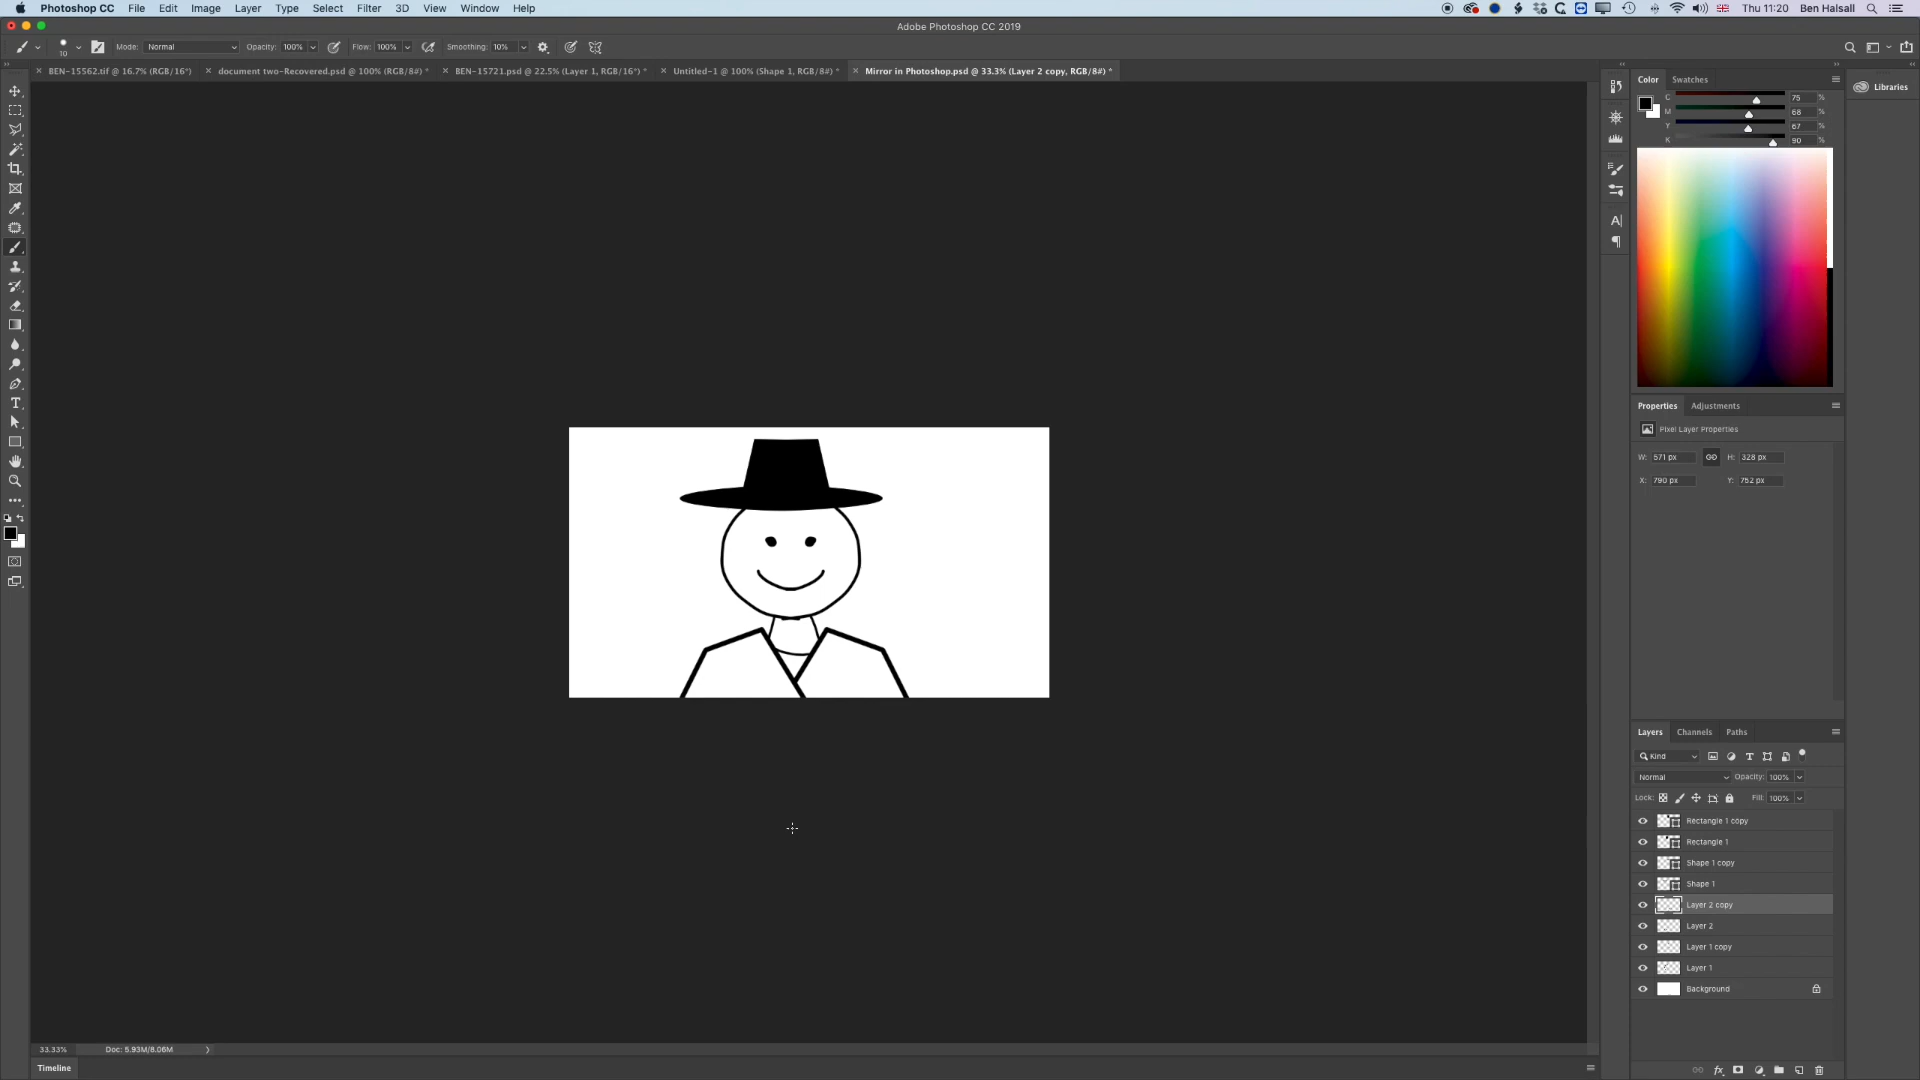 Photoshop CC File Edit Image Layer Type Select Filter 3D View Window Help Thu 11:20 Ben Halsall
Adobe Photoshop CC 2019
10 Mode: Normal Opacity: 100% Flow: 100% Smoothing: 10%
BEN-15562.tif @ 16.7% (RGB/16*) document two-Recovered.psd @ 100% (RGB/8#) * BEN-15721.psd @ 22.5% (Layer 1, RGB/16*) * Untitled-1 @ 100% (Shape 1, RGB/8#) * Mirror in Photoshop.psd @ 33.3% (Layer 2 copy, RGB/8#) *
Color Swatches
Libraries
C 75 %
M 68 %
Y 67 %
K 90 %
Properties Adjustments
Pixel Layer Properties
W: 571 px H: 328 px
X: 790 px Y: 752 px
Layers Channels Paths
Kind
Normal Opacity: 100%
Lock: Fill: 100%
Rectangle 1 copy
Rectangle 1
Shape 1 copy
Shape 1
Layer 2 copy
Layer 2
Layer 1 copy
Layer 1
Background
33.33% Doc: 5.93M/8.06M
Timeline